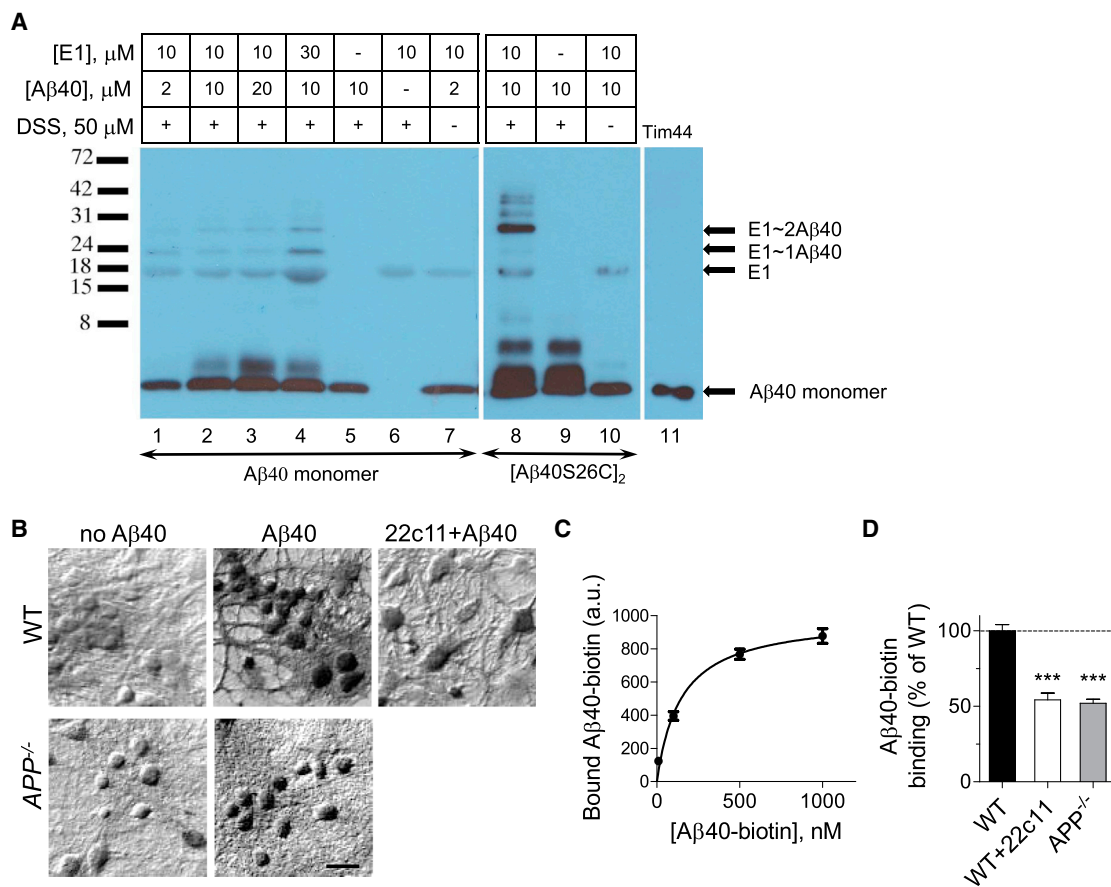 A
[E1], μM 10 10 10 30 - 10 10 10 - 10
[Aβ40], μM 2 10 20 10 10 - 2 10 10 10
DSS, 50 μM + + + + + + - + + -
Tim44
72
42
31
24
18
15
8
E1~2Aβ40
E1~1Aβ40
E1
Aβ40 monomer
1 2 3 4 5 6 7 8 9 10 11
Aβ40 monomer
[Aβ40S26C]₂
B
no Aβ40 Aβ40 22c11+Aβ40
WT
APP⁻/⁻
C
Bound Aβ40-biotin (a.u.)
1000
800
600
400
200
0
0 500 1000
[Aβ40-biotin], nM
D
Aβ40-biotin
binding (% of WT)
100
50
0
*** ***
WT
WT+22c11
APP⁻/⁻